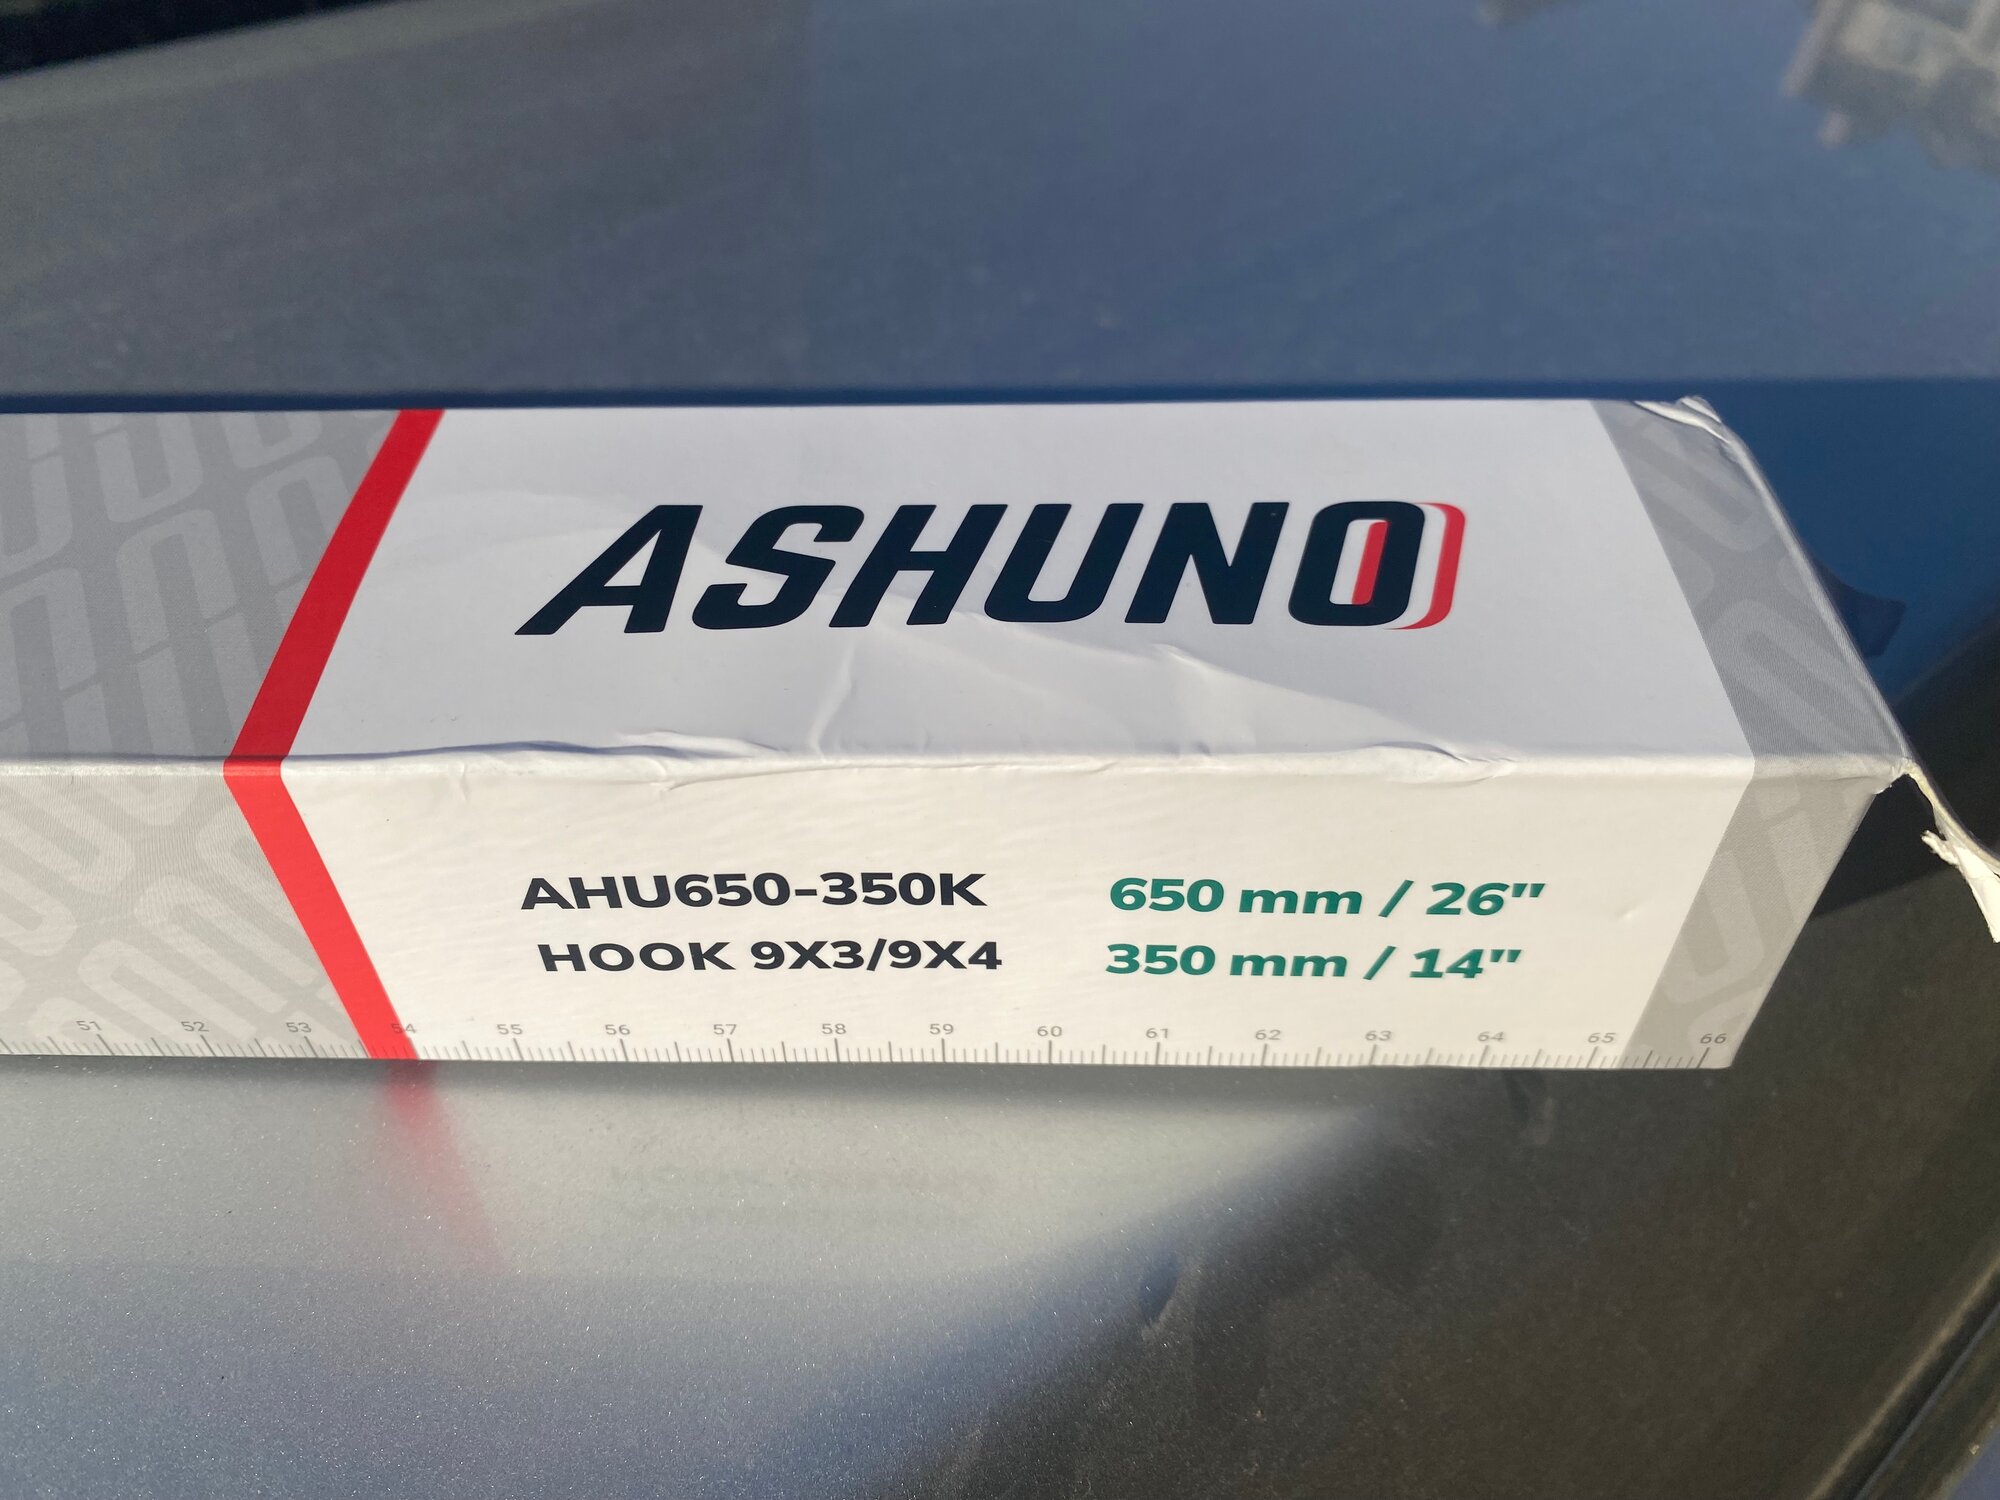 ASHUNO
AHU650-350K 650 mm / 26"
HOOK 9X3/9X4 350 mm / 14"
51 52 53 54 55 56 57 58 59 60 61 62 63 64 65 66